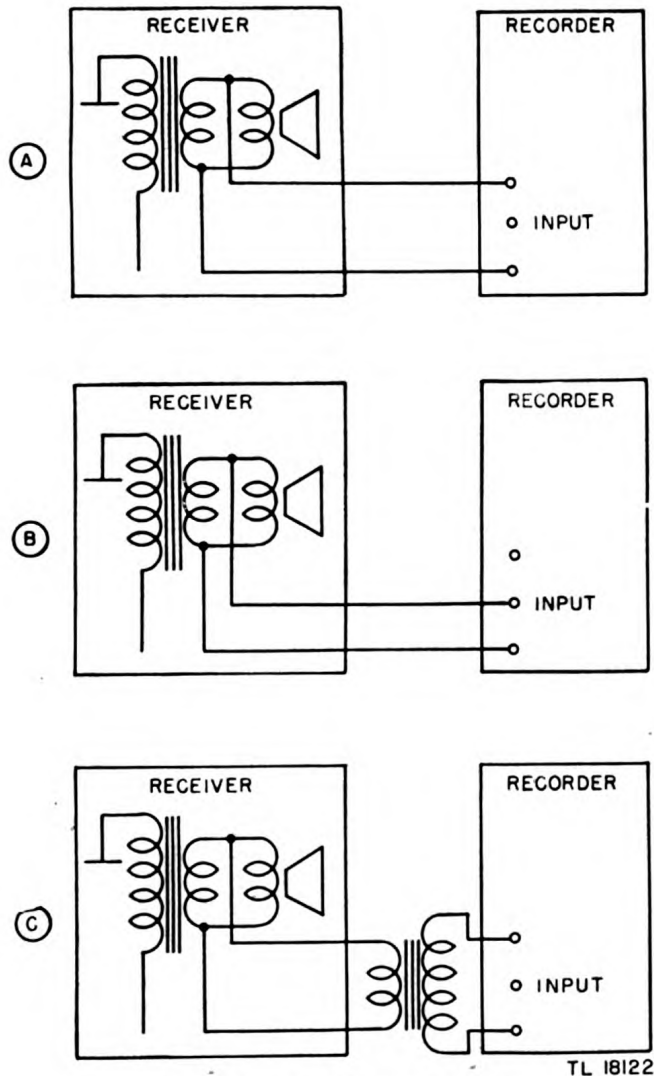 RECEIVER
RECORDER
A
INPUT
RECEIVER
RECORDER
B
INPUT
RECEIVER
RECORDER
C
INPUT
TL 18122